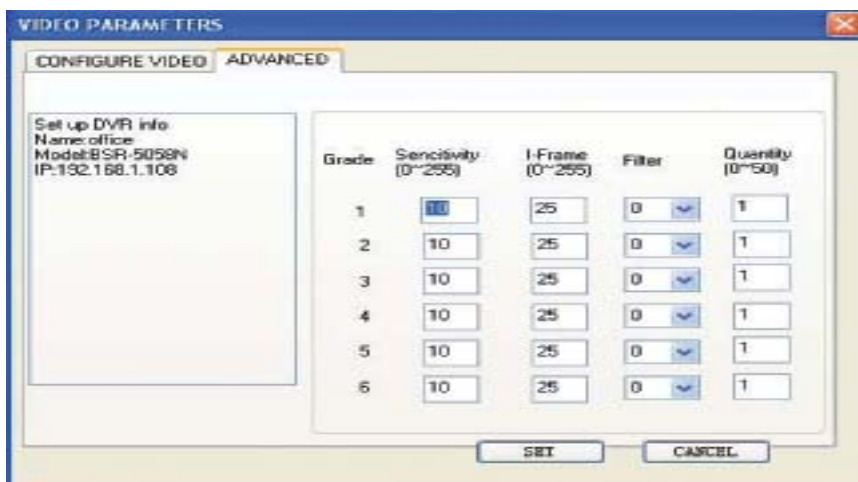 VIDEO PARAMETERS
CONFIGURE VIDEO ADVANCED
Set up DVR info
Name:office
Model:BSR-5058N
IP:192.168.1.108
Grade Sencitivity (0~255) I-Frame (0~255) Filter Quantity (0~50)
1 10 25 0 1
2 10 25 0 1
3 10 25 0 1
4 10 25 0 1
5 10 25 0 1
6 10 25 0 1
SET CANCEL